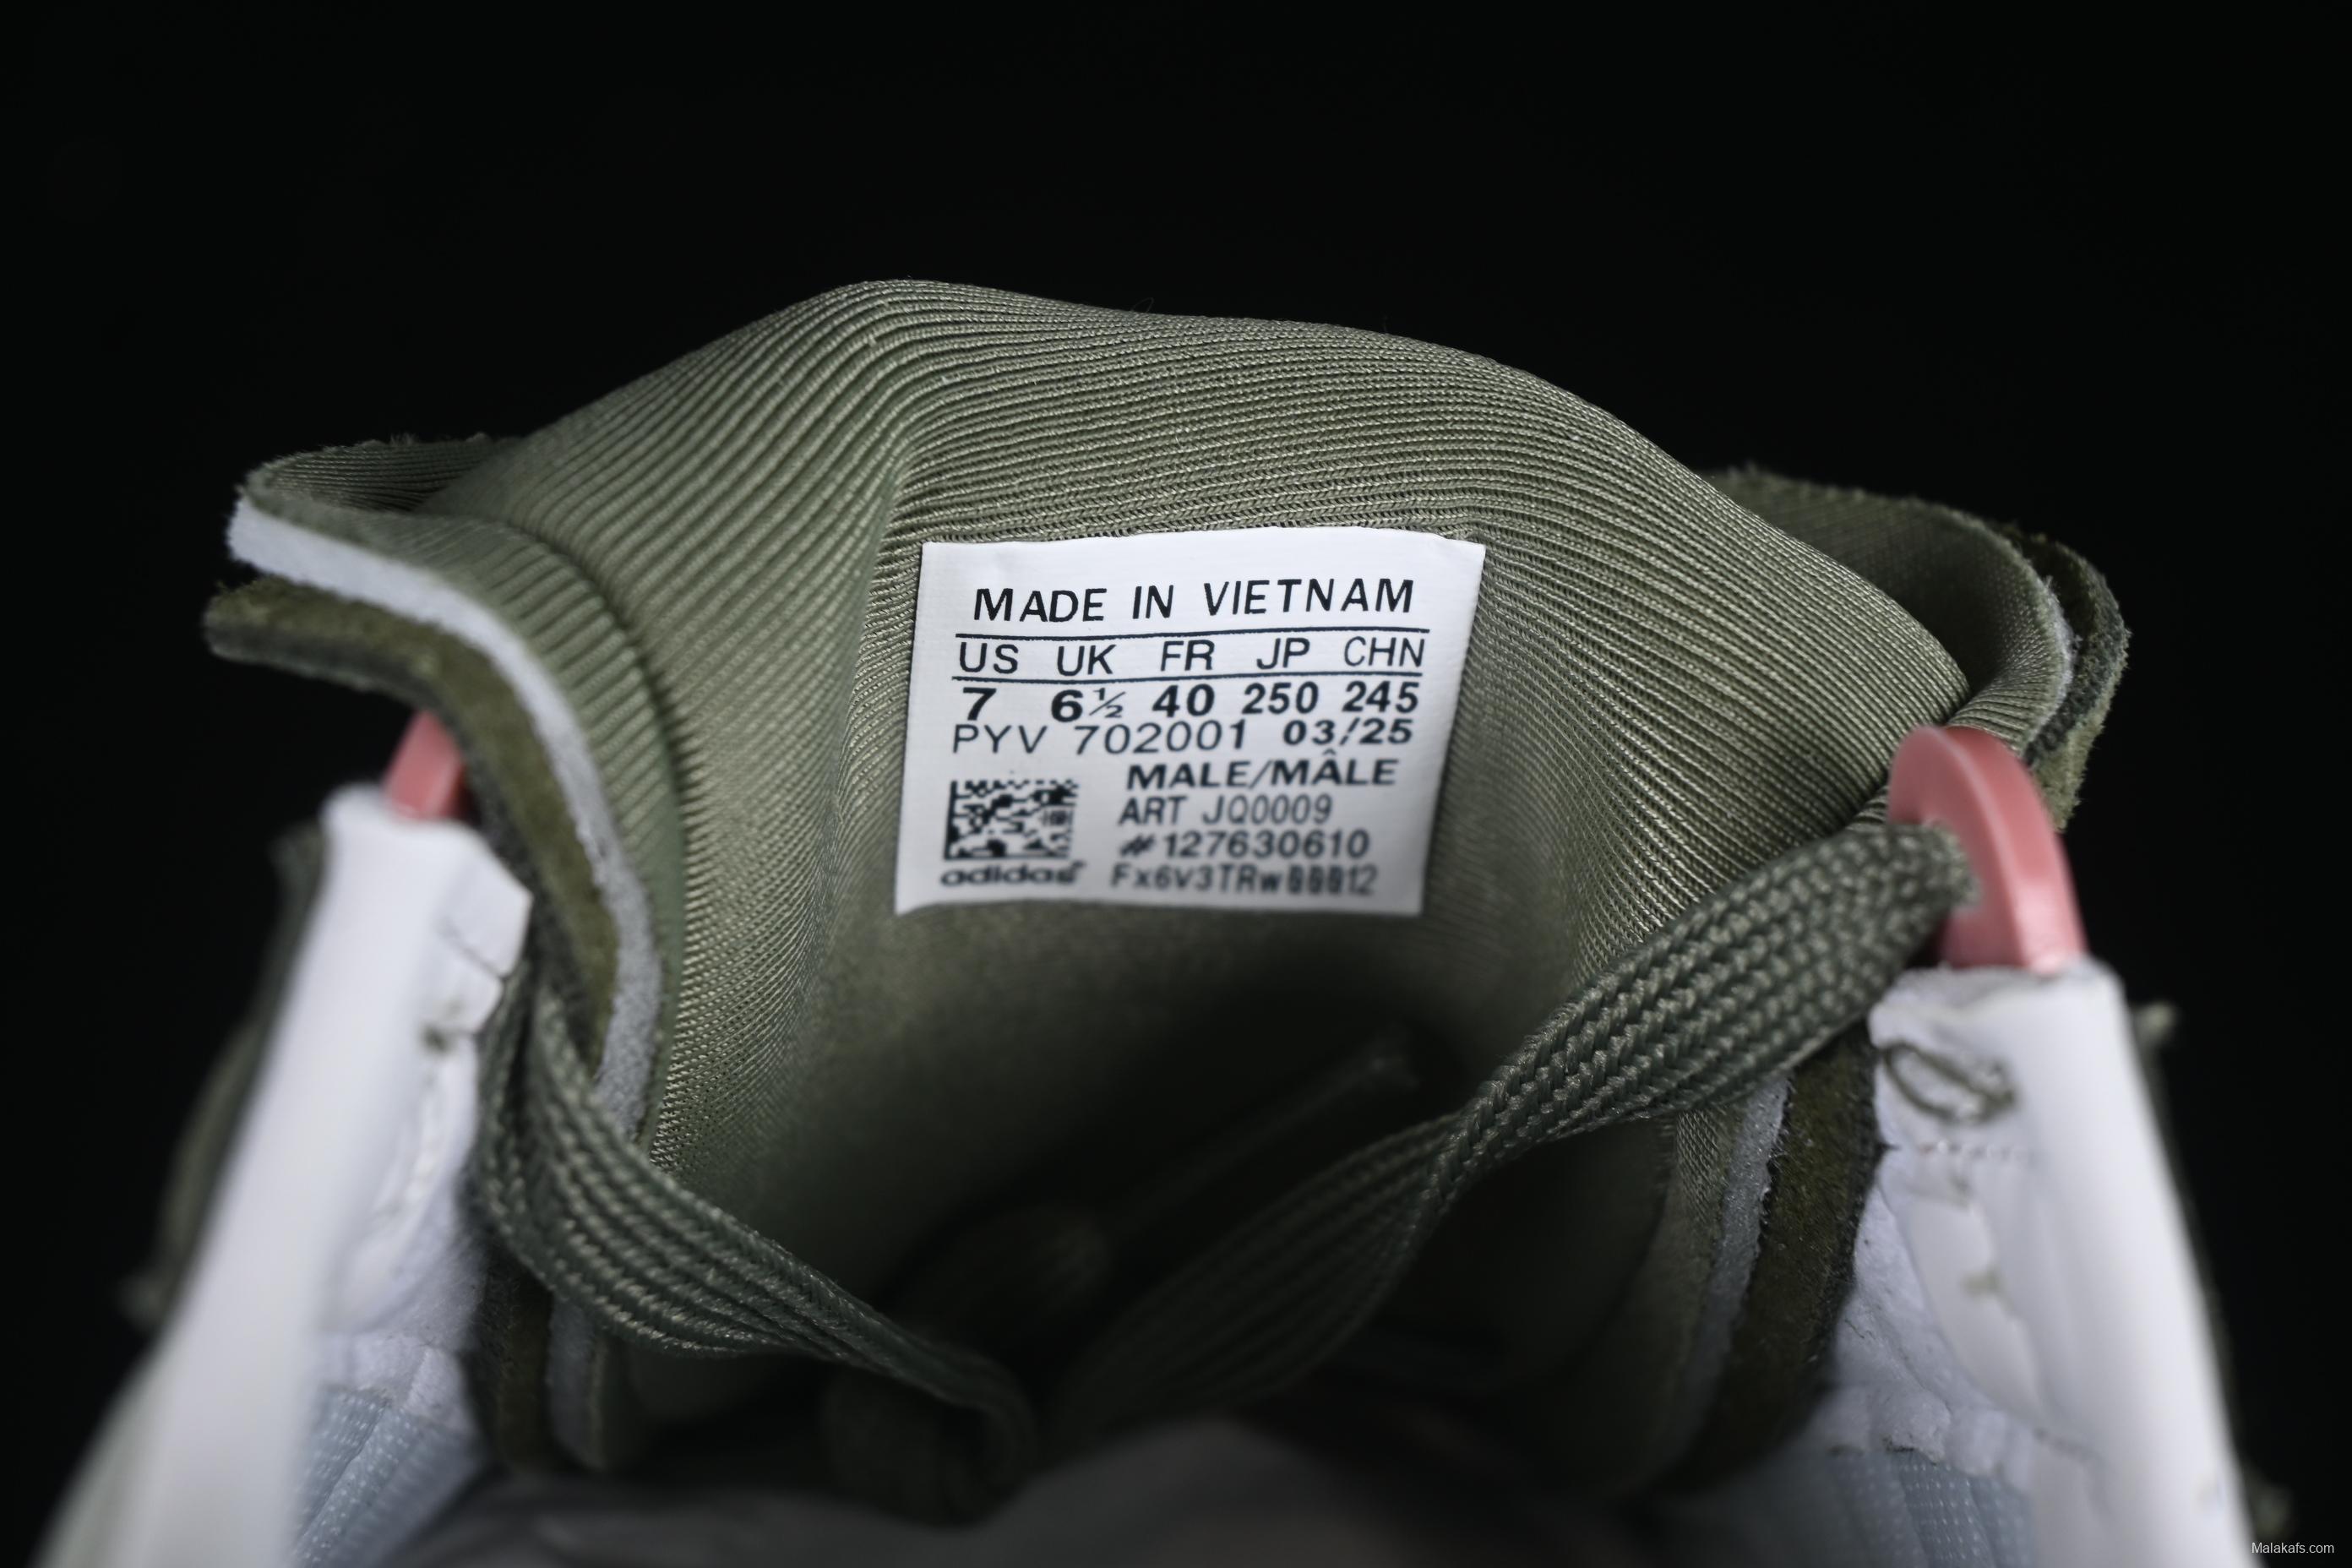 MADE IN VIETNAM
US UK FR JP CHN
7 6½ 40 250 245
PYV 702001 03/25
MALE/MÂLE
ART JQ0009
#127630610
adidas
Malakafs.com